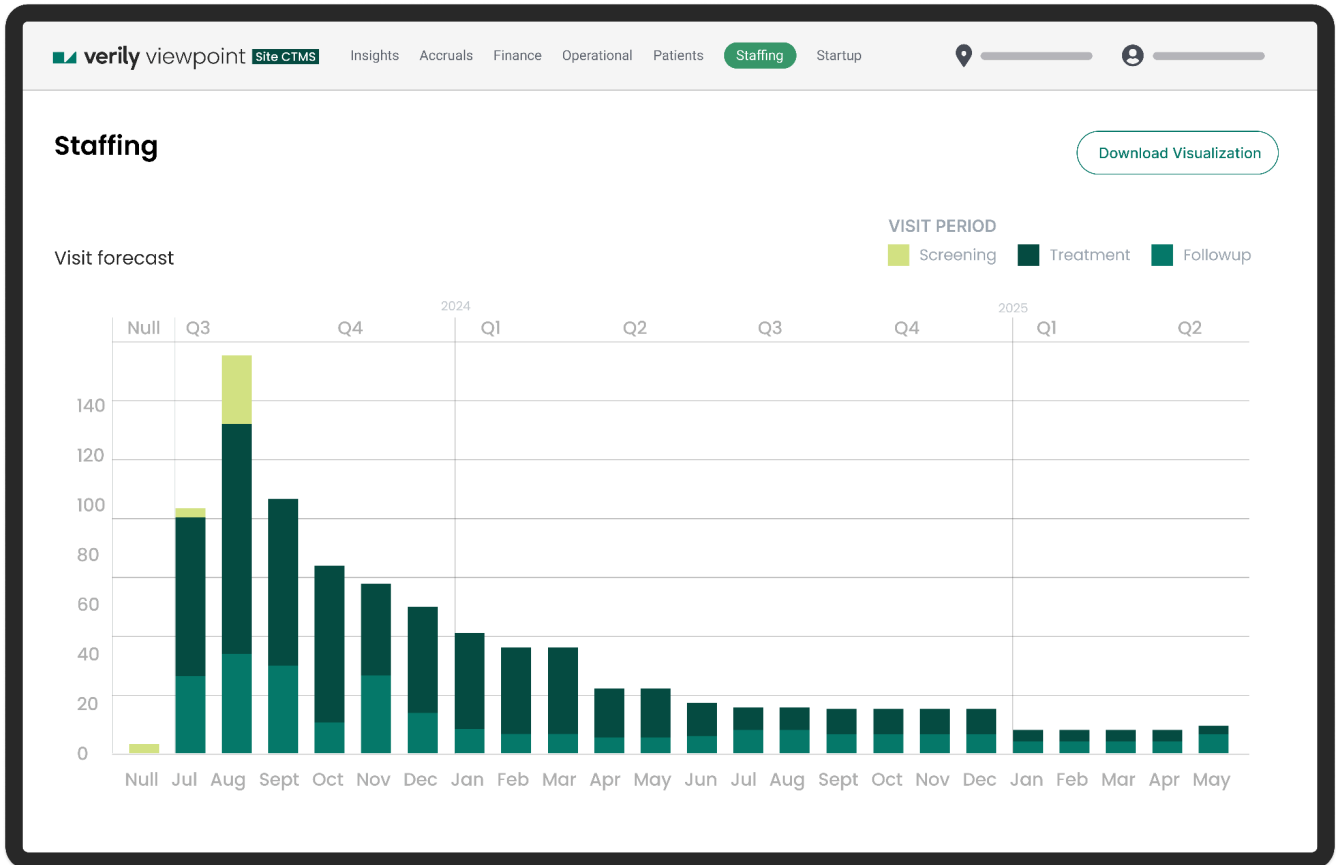 verily viewpoint Site CTMS Insights Accruals Finance Operational Patients Staffing Startup
Staffing
Download Visualization
VISIT PERIOD
Visit forecast
Screening Treatment Followup
2024 2025
Null Q3 Q4 Q1 Q2 Q3 Q4 Q1 Q2
140
120
100
80
60
40
20
0
Null Jul Aug Sept Oct Nov Dec Jan Feb Mar Apr May Jun Jul Aug Sept Oct Nov Dec Jan Feb Mar Apr May